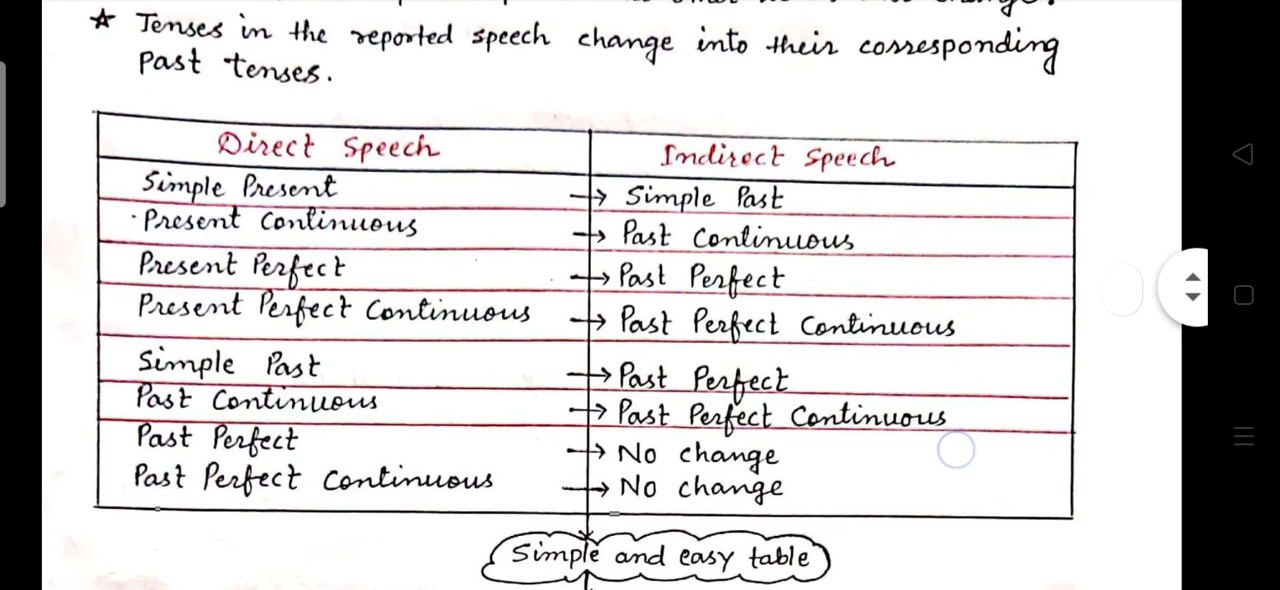 ★ Tenses in the reported speech change into their corresponding
Past tenses.
Direct Speech Indirect Speech
Simple Present → Simple Past
Present Continuous → Past Continuous
Present Perfect → Past Perfect
Present Perfect Continuous → Past Perfect Continuous
Simple Past → Past Perfect
Past Continuous → Past Perfect Continuous
Past Perfect → No change
Past Perfect Continuous → No change
Simple and easy table